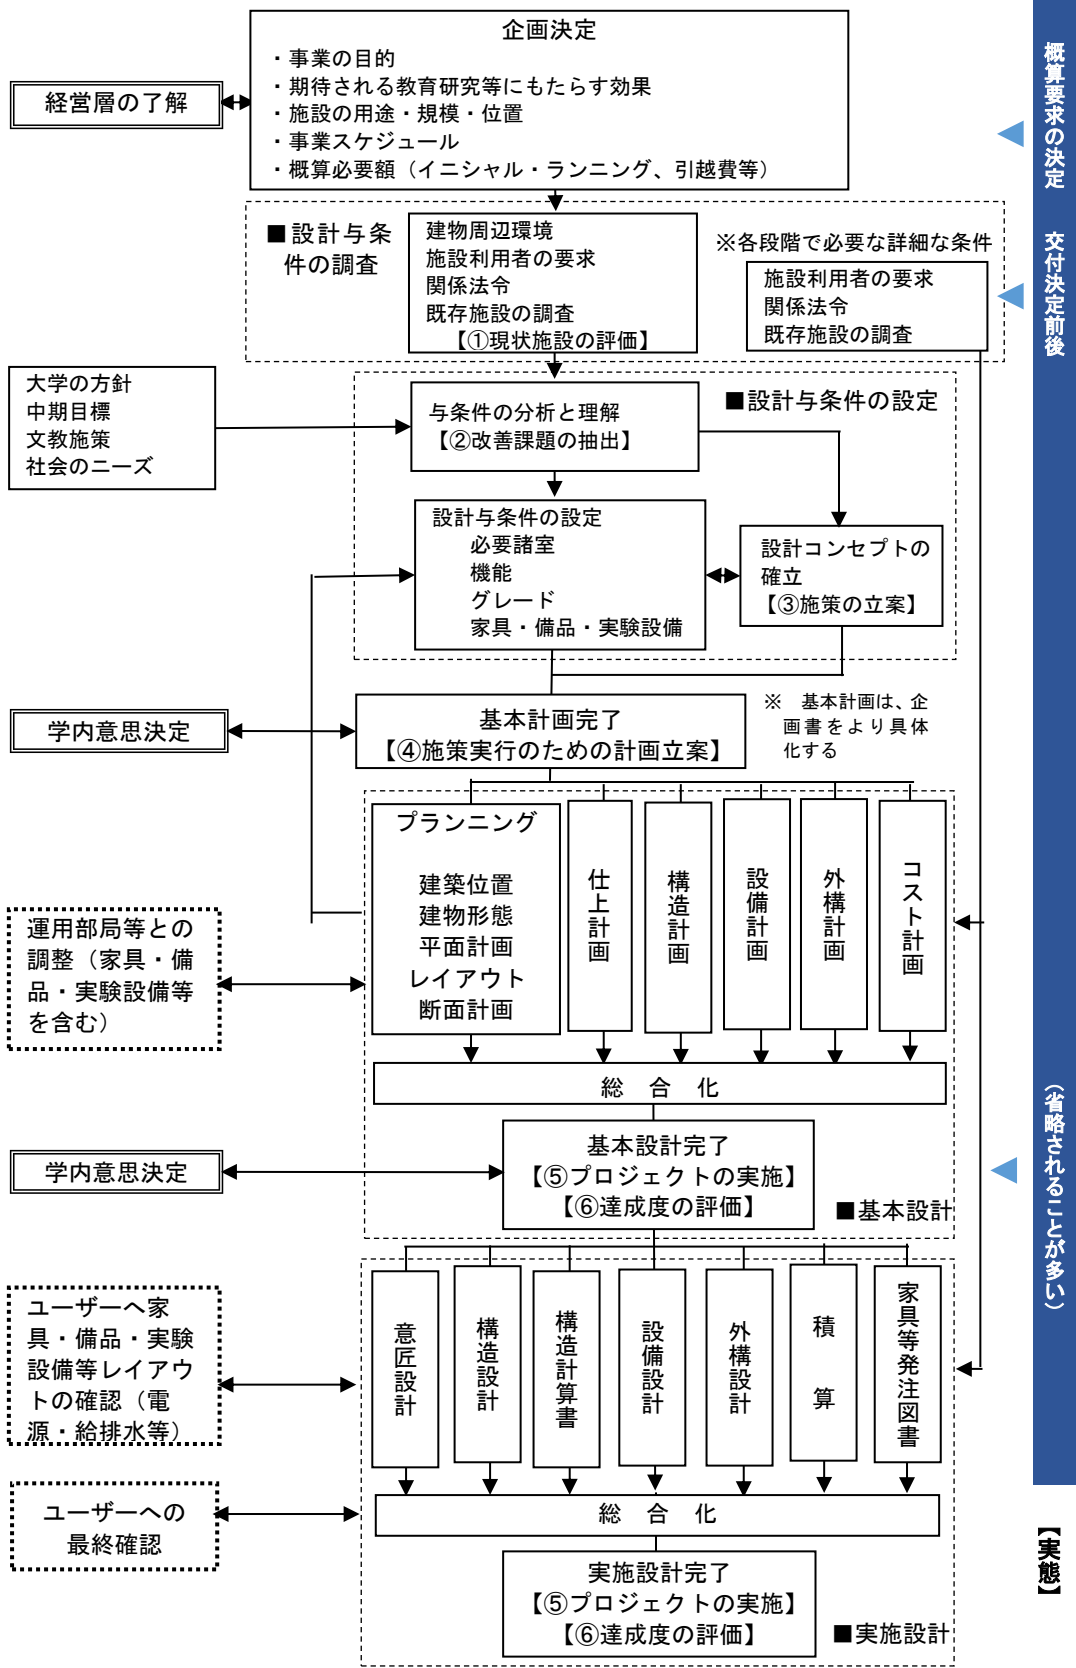 企画決定
・事業の目的
・期待される教育研究等にもたらす効果
・施設の用途・規模・位置
・事業スケジュール
・概算必要額（イニシャル・ランニング、引越費等）
経営層の了解
概算要求の決定
■設計与条
件の調査
建物周辺環境
施設利用者の要求
関係法令
既存施設の調査
【①現状施設の評価】
※各段階で必要な詳細な条件
施設利用者の要求
関係法令
既存施設の調査
交付決定前後
大学の方針
中期目標
文教施策
社会のニーズ
与条件の分析と理解
【②改善課題の抽出】
■設計与条件の設定
設計与条件の設定
必要諸室
機能
グレード
家具・備品・実験設備
設計コンセプトの
確立
【③施策の立案】
学内意思決定
基本計画完了
【④施策実行のための計画立案】
※　基本計画は、企
画書をより具体
化する
プランニング
建築位置
建物形態
平面計画
レイアウト
断面計画
仕上計画
構造計画
設備計画
外構計画
コスト計画
運用部局等との
調整（家具・備
品・実験設備等
を含む）
総　合　化
学内意思決定
基本設計完了
【⑤プロジェクトの実施】
【⑥達成度の評価】
■基本設計
（省略されることが多い）
ユーザーへ家
具・備品・実験
設備等レイアウ
トの確認（電
源・給排水等）
意匠設計
構造設計
構造計算書
設備設計
外構設計
積　算
家具等発注図書
ユーザーへの
最終確認
総　合　化
実施設計完了
【⑤プロジェクトの実施】
【⑥達成度の評価】
■実施設計
【実態】